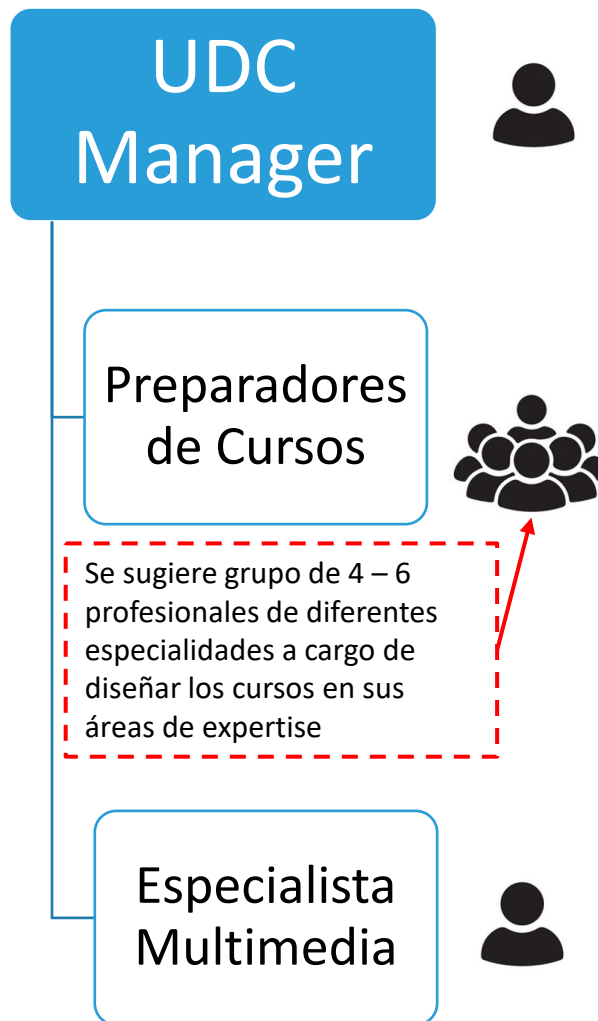 UDC
Manager
Preparadores
de Cursos
Se sugiere grupo de 4 – 6
profesionales de diferentes
especialidades a cargo de
diseñar los cursos en sus
áreas de expertise
Especialista
Multimedia